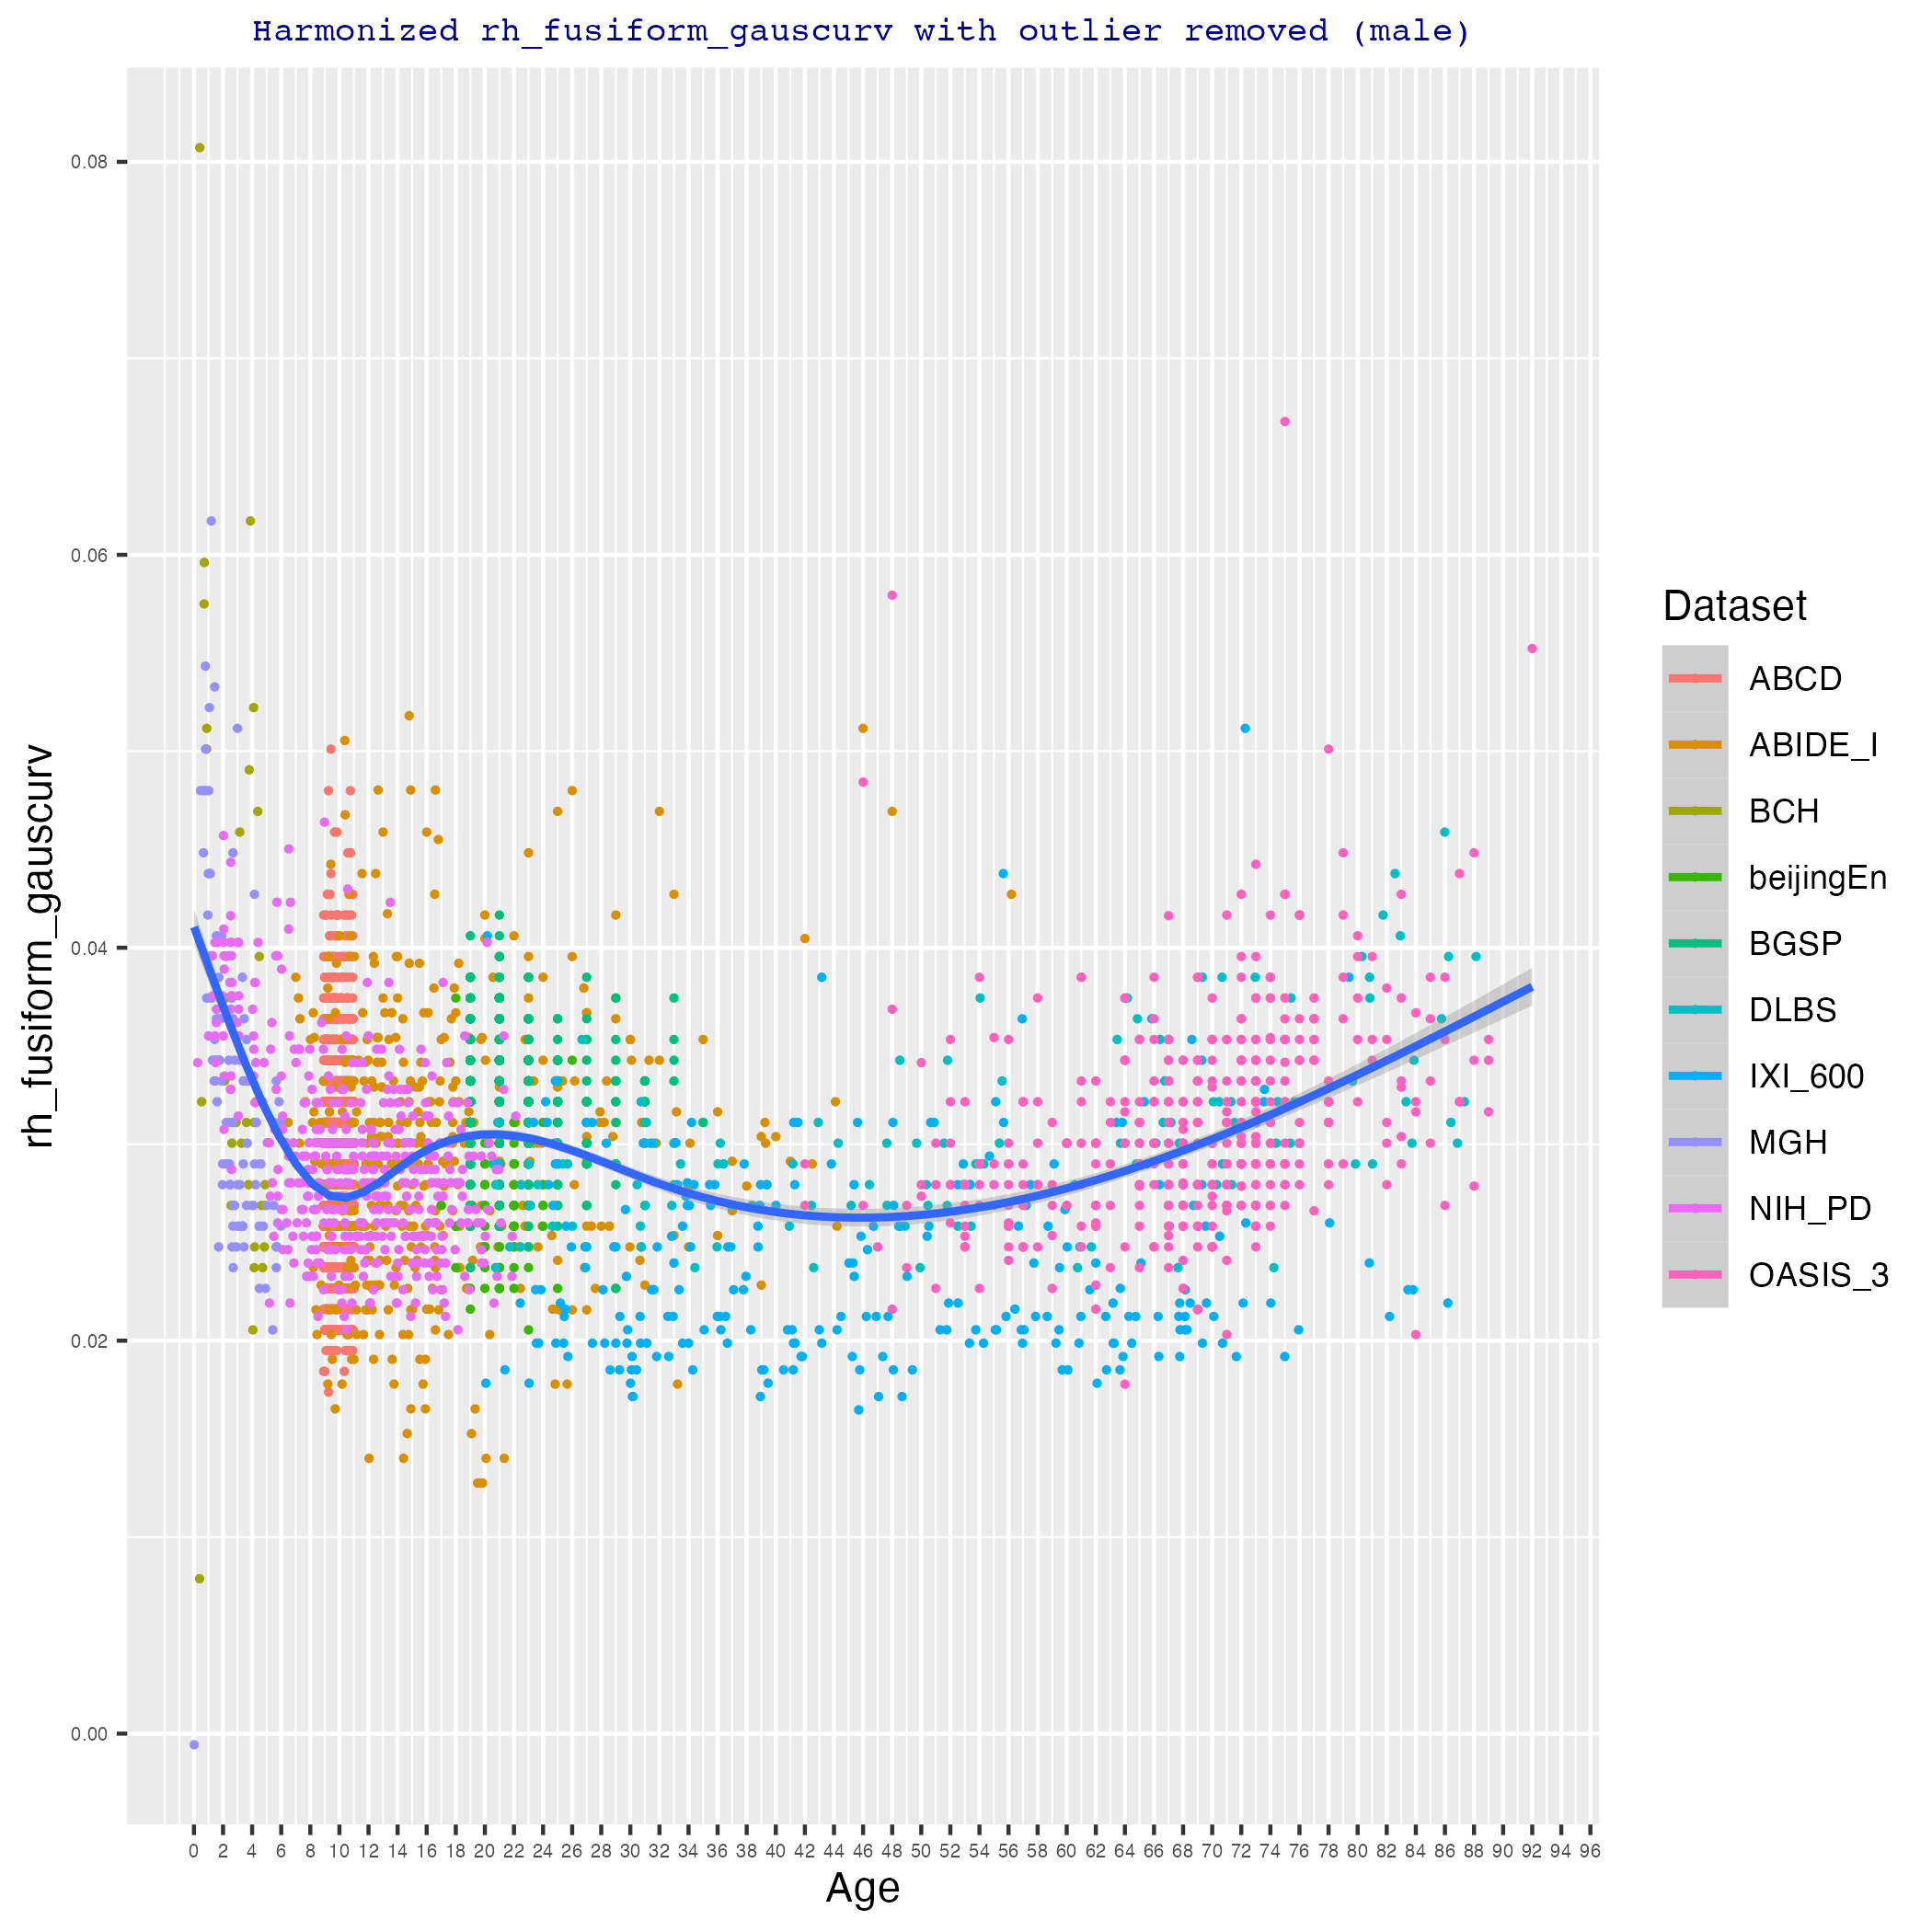 Harmonized rh_fusiform_gauscurv with outlier removed (male)
rh_fusiform_gauscurv
0.08
0.06
0.04
0.02
0.00
0 2 4 6 8 10 12 14 16 18 20 22 24 26 28 30 32 34 36 38 40 42 44 46 48 50 52 54 56 58 60 62 64 66 68 70 72 74 76 78 80 82 84 86 88 90 92 94 96
Age
Dataset
ABCD
ABIDE_I
BCH
beijingEn
BGSP
DLBS
IXI_600
MGH
NIH_PD
OASIS_3